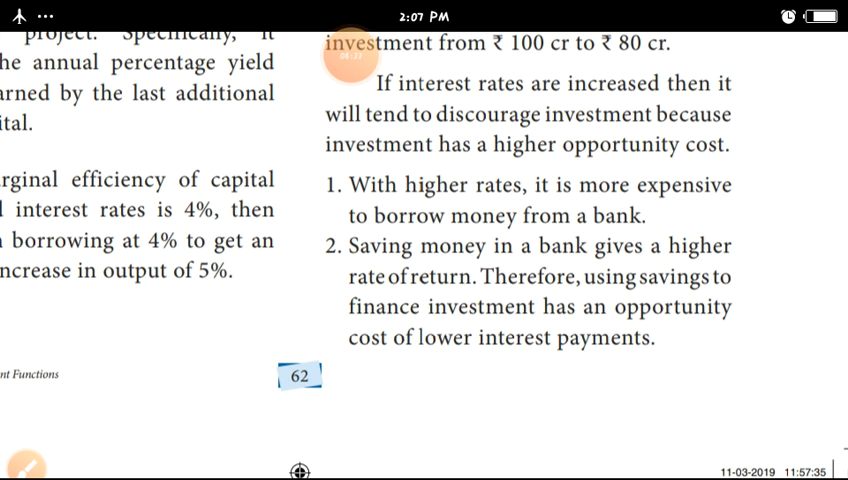 2:07 PM
project. Specifically, it
he annual percentage yield
arned by the last additional
ital.
rginal efficiency of capital
interest rates is 4%, then
borrowing at 4% to get an
ncrease in output of 5%.
investment from ₹ 100 cr to ₹ 80 cr.
If interest rates are increased then it
will tend to discourage investment because
investment has a higher opportunity cost.
1. With higher rates, it is more expensive
to borrow money from a bank.
2. Saving money in a bank gives a higher
rate of return. Therefore, using savings to
finance investment has an opportunity
cost of lower interest payments.
nt Functions
62
11-03-2019 11:57:35